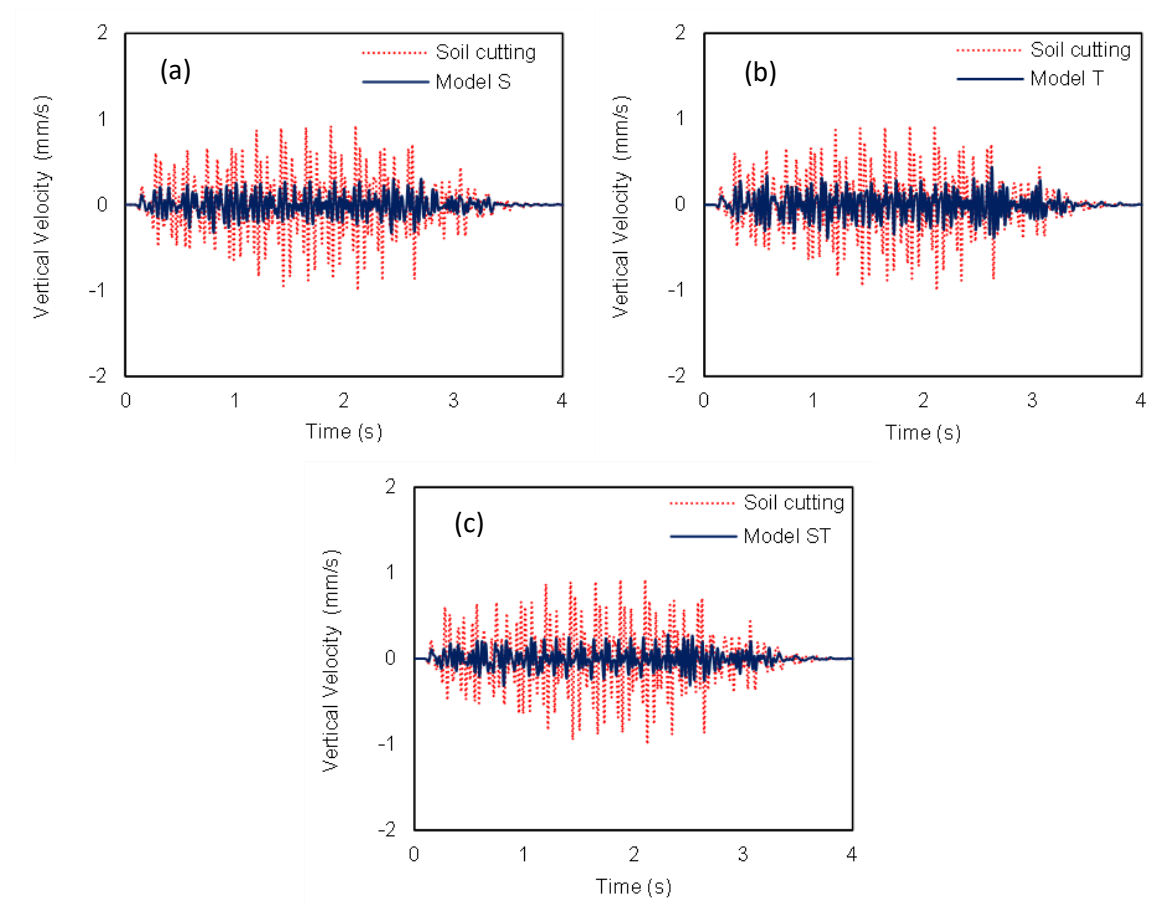 2
Soil cutting
(a)
Model S
1
0
-1
-2
Vertical Velocity (mm/s)
0 1 2 3 4
Time (s)
2
Soil cutting
(b)
Model T
1
0
-1
-2
Vertical Velocity (mm/s)
0 1 2 3 4
Time (s)
2
Soil cutting
(c)
Model ST
1
0
-1
-2
Vertical Velocity (mm/s)
0 1 2 3 4
Time (s)